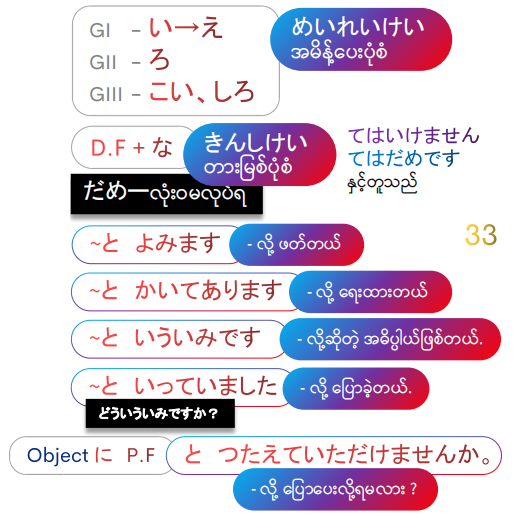 GI - い→え
GII - ろ
GIII - こい、しろ
めいれいけい
အမိန့်ပေးပုံစံ
D.F + な
きんしけい
တားမြစ်ပုံစံ
てはいけません
てはだめです
နှင့်တူသည်
だめーလုံးဝမလုပ်ရ
33
~と よみます
- လို့ ဖတ်တယ်
~と かいてあります
- လို့ ရေးထားတယ်
~と いういみです
- လို့ဆိုတဲ့ အဓိပ္ပါယ်ဖြစ်တယ်.
~と いっていました
- လို့ ပြောခဲ့တယ်.
どういういみですか？
Object に P.F と つたえていただけませんか。
- လို့ ပြောပေးလို့ရမလား ?